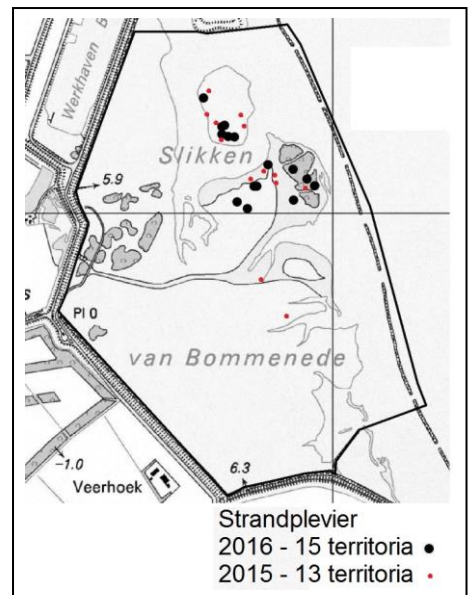 Werkhaven
5.9
Slikken
Pl 0
van Bommenede
-1.0
6.3
Veerhoek
Strandplevier
2016 - 15 territoria
2015 - 13 territoria